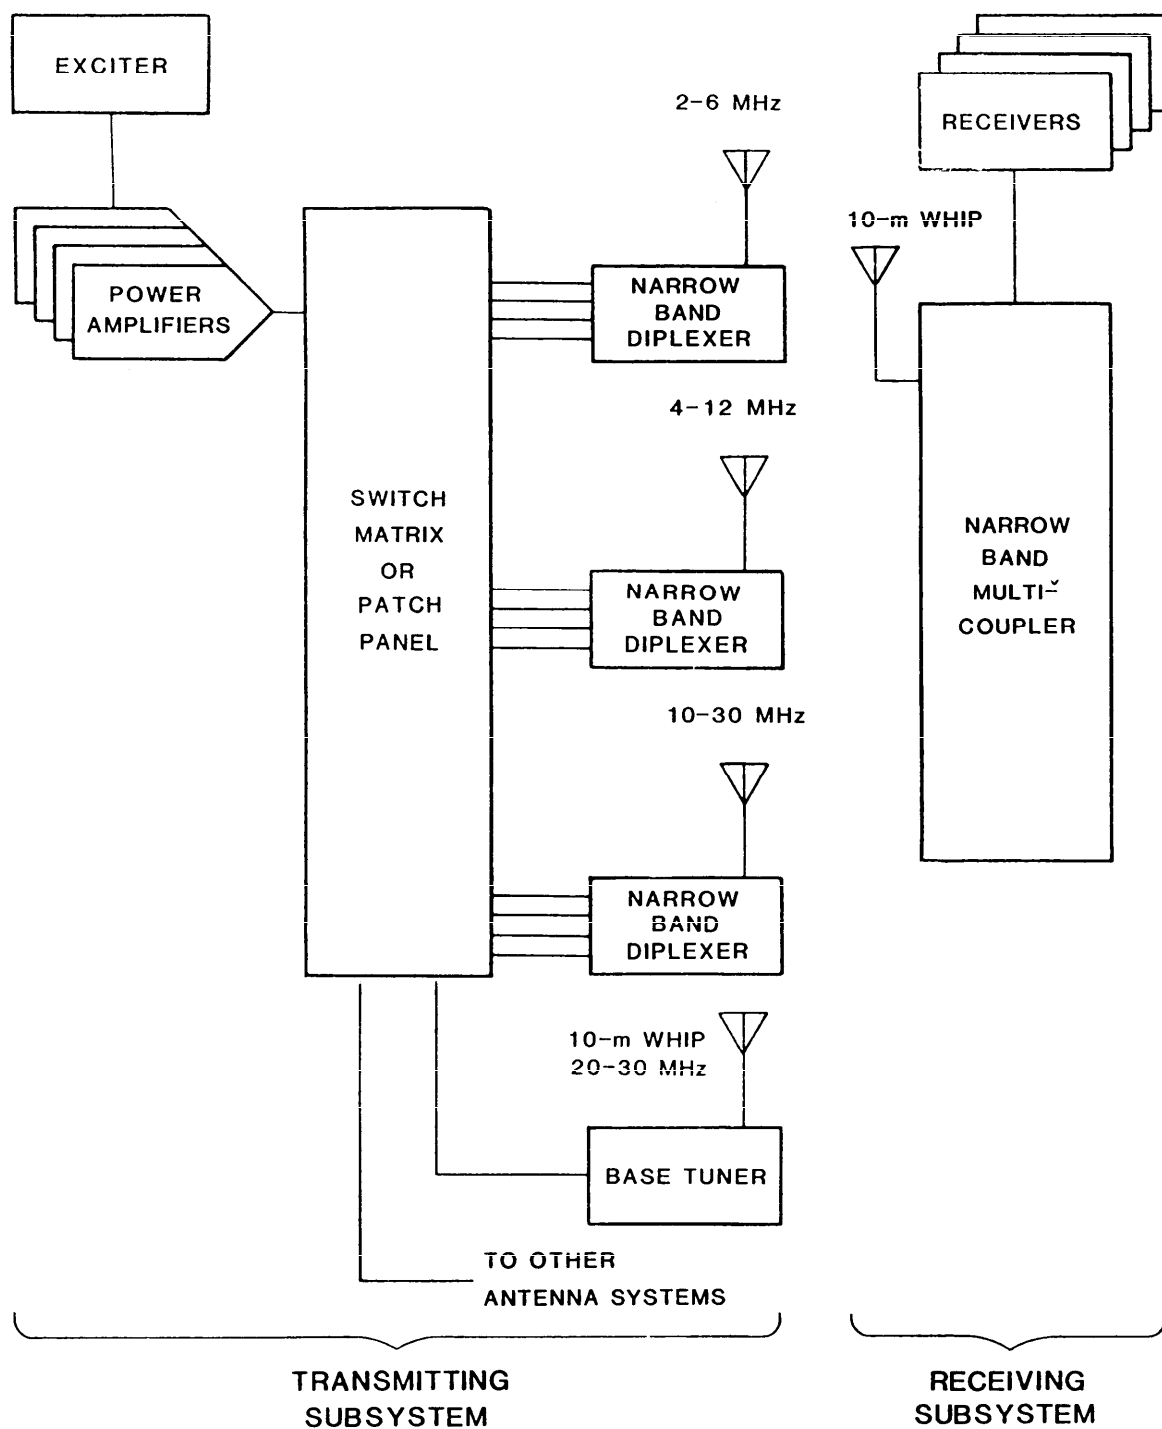 EXCITER
POWER
AMPLIFIERS
SWITCH
MATRIX
OR
PATCH
PANEL
2-6 MHz
NARROW
BAND
DIPLEXER
4-12 MHz
NARROW
BAND
DIPLEXER
10-30 MHz
NARROW
BAND
DIPLEXER
10-m WHIP
20-30 MHz
BASE TUNER
TO OTHER
ANTENNA SYSTEMS
TRANSMITTING
SUBSYSTEM
RECEIVERS
10-m WHIP
NARROW
BAND
MULTI-
COUPLER
RECEIVING
SUBSYSTEM